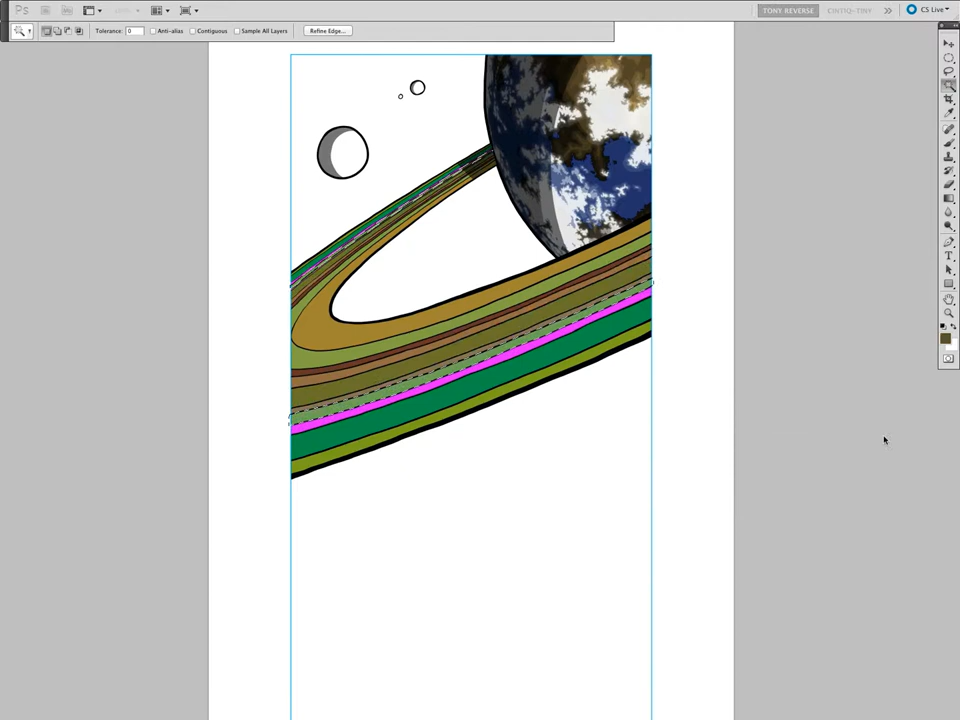 Ps TONY REVERSE CINTIQ-TINY CS Live
Tolerance: 0 Anti-alias Contiguous Sample All Layers Refine Edge...
T